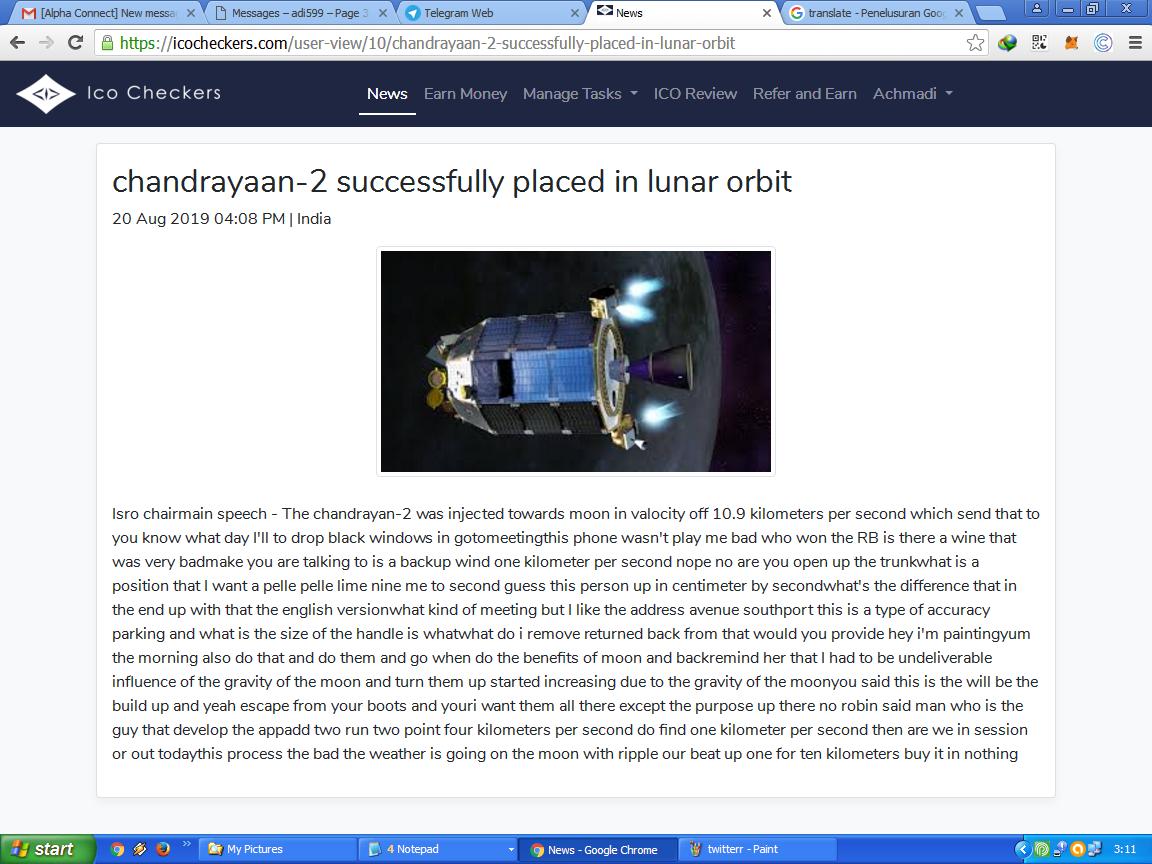 [Alpha Connect] New messa
Messages – adi599 – Page 3
Telegram Web
News
translate - Penelusuran Goo
https://icocheckers.com/user-view/10/chandrayaan-2-successfully-placed-in-lunar-orbit
Ico Checkers
News Earn Money Manage Tasks ICO Review Refer and Earn Achmadi
chandrayaan-2 successfully placed in lunar orbit
20 Aug 2019 04:08 PM | India
Isro chairmain speech - The chandrayan-2 was injected towards moon in valocity off 10.9 kilometers per second which send that to
you know what day I'll to drop black windows in gotomeetingthis phone wasn't play me bad who won the RB is there a wine that
was very badmake you are talking to is a backup wind one kilometer per second nope no are you open up the trunkwhat is a
position that I want a pelle pelle lime nine me to second guess this person up in centimeter by secondwhat's the difference that in
the end up with that the english versionwhat kind of meeting but I like the address avenue southport this is a type of accuracy
parking and what is the size of the handle is whatwhat do i remove returned back from that would you provide hey i'm paintingyum
the morning also do that and do them and go when do the benefits of moon and backremind her that I had to be undeliverable
influence of the gravity of the moon and turn them up started increasing due to the gravity of the moonyou said this is the will be the
build up and yeah escape from your boots and youri want them all there except the purpose up there no robin said man who is the
guy that develop the appadd two run two point four kilometers per second do find one kilometer per second then are we in session
or out todaythis process the bad the weather is going on the moon with ripple our beat up one for ten kilometers buy it in nothing
start
My Pictures
4 Notepad
News - Google Chrome
twitterr - Paint
3:11